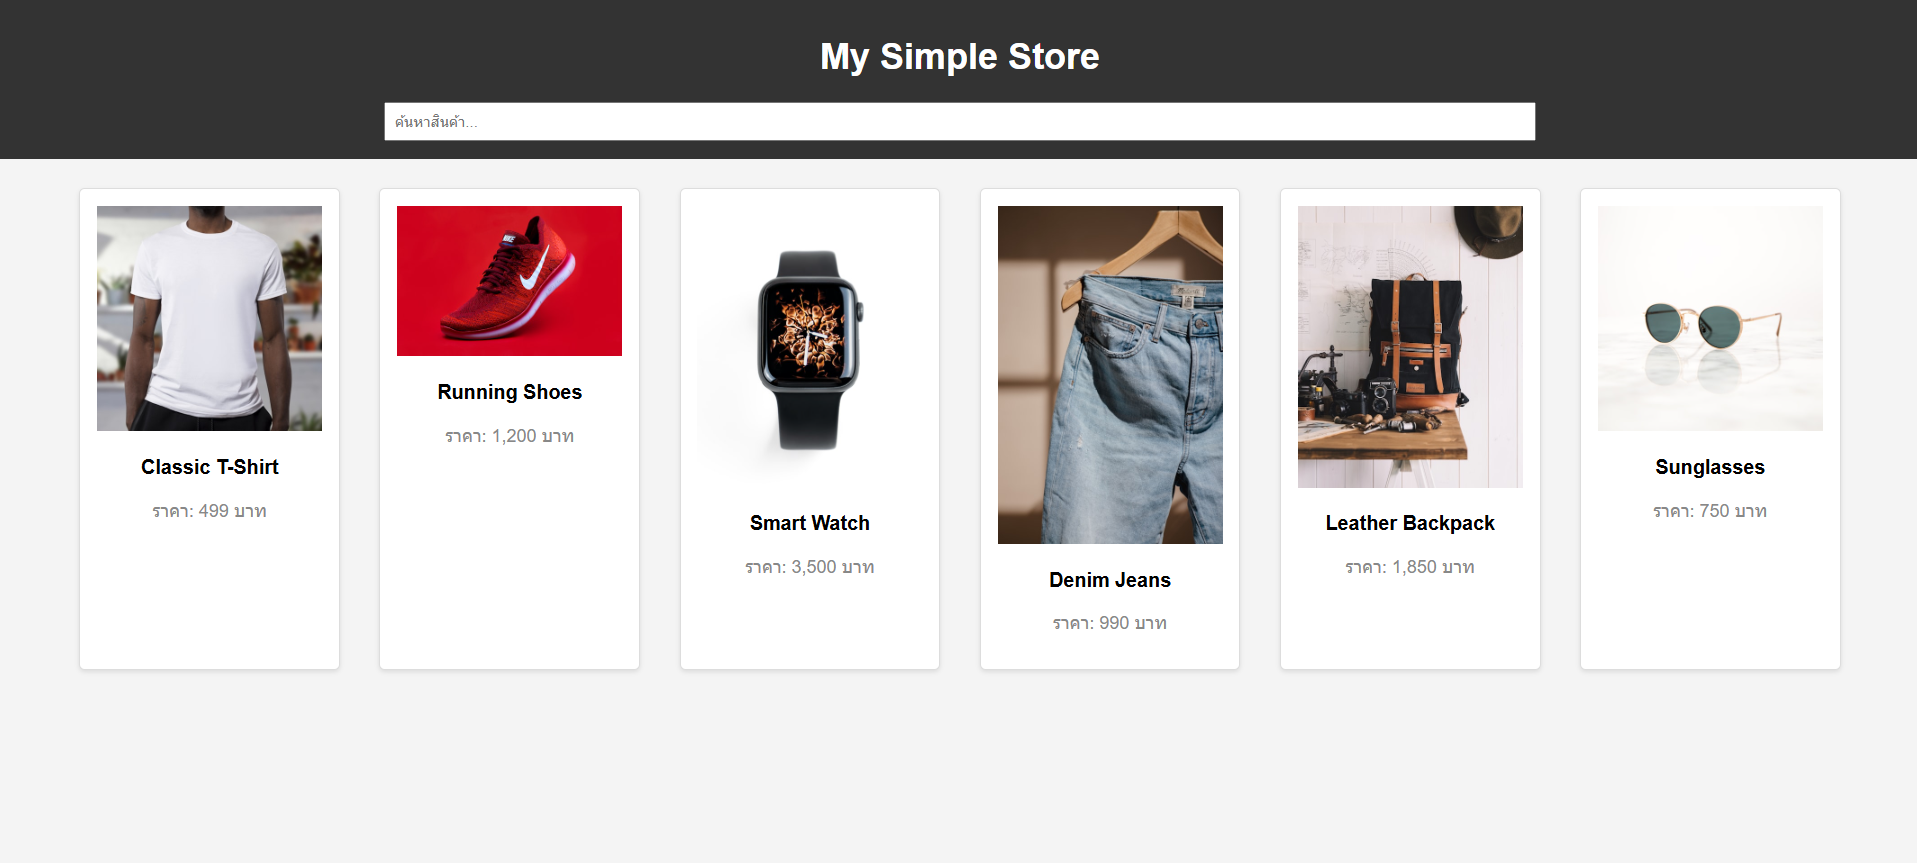 My Simple Store
ค้นหาสินค้า...
Classic T-Shirt
ราคา: 499 บาท
NIKE
Running Shoes
ราคา: 1,200 บาท
Smart Watch
ราคา: 3,500 บาท
Denim Jeans
ราคา: 990 บาท
Leather Backpack
ราคา: 1,850 บาท
Sunglasses
ราคา: 750 บาท